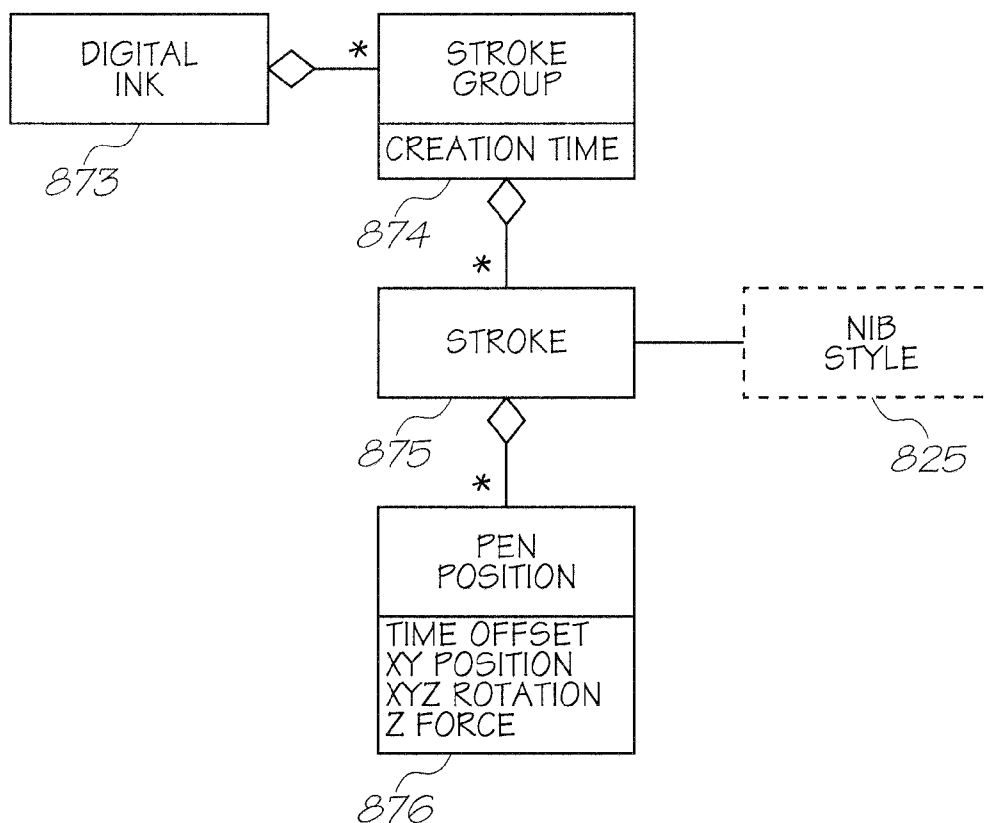 DIGITAL
INK
*
STROKE
GROUP
CREATION TIME
873
874
*
STROKE
NIB
STYLE
875
825
*
PEN
POSITION
TIME OFFSET
XY POSITION
XYZ ROTATION
Z FORCE
876